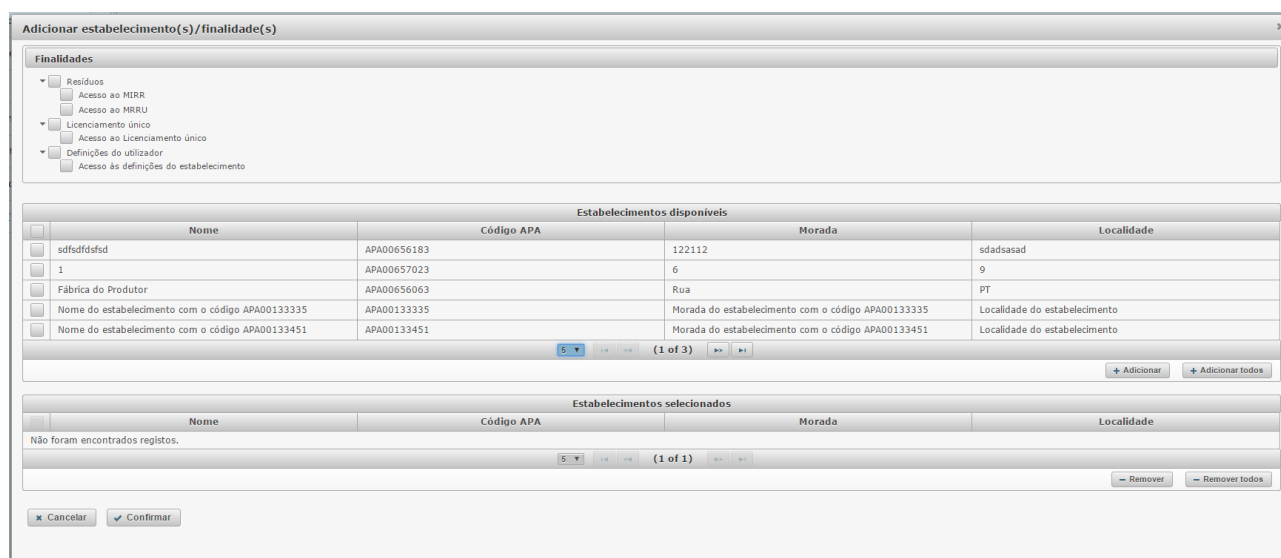 Adicionar estabelecimento(s)/finalidade(s)
Finalidades
Resíduos
Acesso ao MIRR
Acesso ao MRRU
Licenciamento único
Acesso ao Licenciamento único
Definições do utilizador
Acesso às definições do estabelecimento
Estabelecimentos disponíveis
Nome Código APA Morada Localidade
sdfsdfdsfsd APA00656183 122112 sdadsasad
1 APA00657023 6 9
Fábrica do Produtor APA00656063 Rua PT
Nome do estabelecimento com o código APA00133335 APA00133335 Morada do estabelecimento com o código APA00133335 Localidade do estabelecimento
Nome do estabelecimento com o código APA00133451 APA00133451 Morada do estabelecimento com o código APA00133451 Localidade do estabelecimento
5 (1 of 3)
+ Adicionar + Adicionar todos
Estabelecimentos selecionados
Nome Código APA Morada Localidade
Não foram encontrados registos.
5 (1 of 1)
− Remover − Remover todos
Cancelar Confirmar